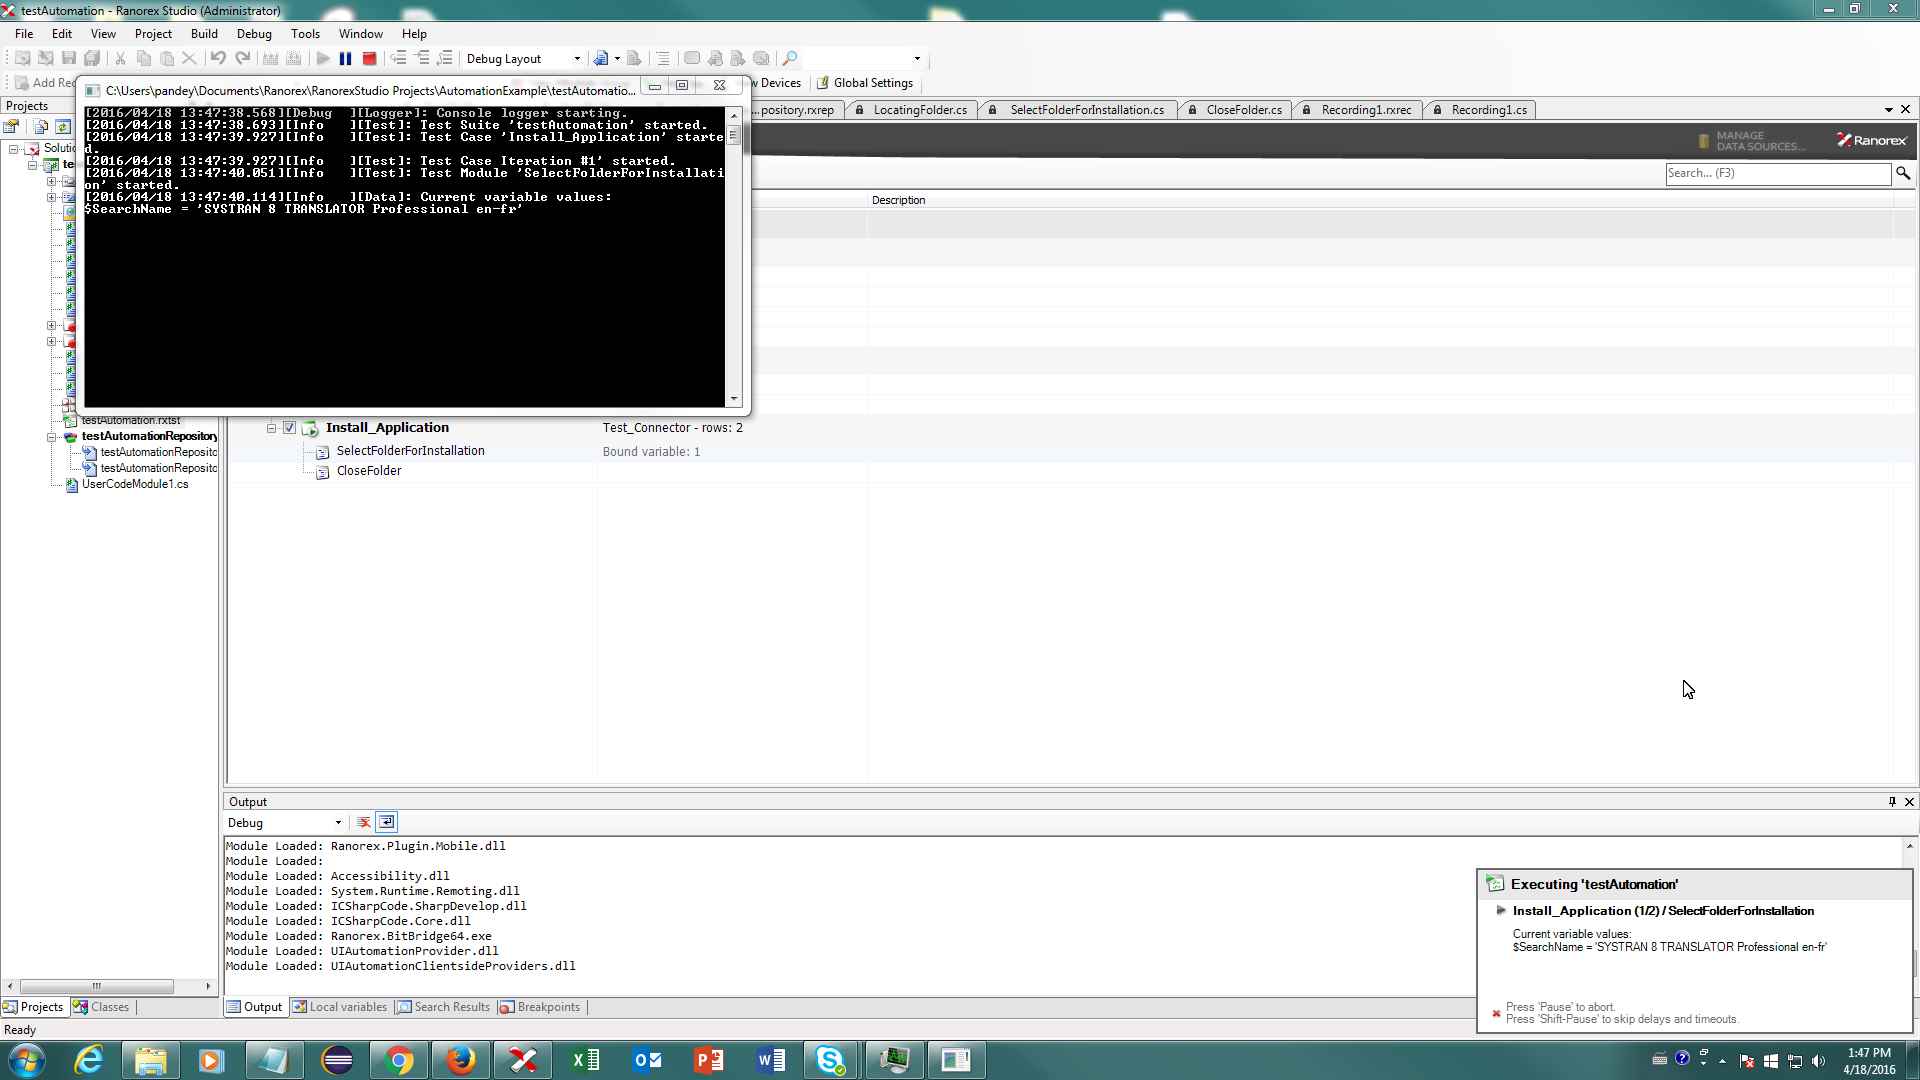 testAutomation - Ranorex Studio (Administrator)
File Edit View Project Build Debug Tools Window Help
Debug Layout
Add Rec
Devices
Global Settings
C:\Users\pandey\Documents\Ranorex\RanorexStudio Projects\AutomationExample\testAutomatio...
Projects
...pository.rxrep
LocatingFolder.cs
SelectFolderForInstallation.cs
CloseFolder.cs
Recording1.rxrec
Recording1.cs
[2016/04/18 13:47:38.568][Debug   ][Logger]: Console logger starting.
[2016/04/18 13:47:38.693][Info    ][Test]: Test Suite 'testAutomation' started.
[2016/04/18 13:47:39.927][Info    ][Test]: Test Case 'Install_Application' starte
d.
[2016/04/18 13:47:39.927][Info    ][Test]: Test Case Iteration #1' started.
[2016/04/18 13:47:40.051][Info    ][Test]: Test Module 'SelectFolderForInstallati
on' started.
[2016/04/18 13:47:40.114][Info    ][Data]: Current variable values:
$SearchName = 'SYSTRAN 8 TRANSLATOR Professional en-fr'
MANAGE
DATA SOURCES...
Ranorex
Search... (F3)
Description
Solutio
te
testAutomation.rxtst
testAutomationRepository
testAutomationReposito
testAutomationReposito
UserCodeModule1.cs
Install_Application
Test_Connector - rows: 2
SelectFolderForInstallation
Bound variable: 1
CloseFolder
Output
Debug
Module Loaded: Ranorex.Plugin.Mobile.dll
Module Loaded:
Module Loaded: Accessibility.dll
Module Loaded: System.Runtime.Remoting.dll
Module Loaded: ICSharpCode.SharpDevelop.dll
Module Loaded: ICSharpCode.Core.dll
Module Loaded: Ranorex.BitBridge64.exe
Module Loaded: UIAutomationProvider.dll
Module Loaded: UIAutomationClientsideProviders.dll
Executing 'testAutomation'
Install_Application (1/2) / SelectFolderForInstallation
Current variable values:
$SearchName = 'SYSTRAN 8 TRANSLATOR Professional en-fr'
Press 'Pause' to abort.
Press 'Shift-Pause' to skip delays and timeouts.
Projects Classes
Output Local variables Search Results Breakpoints
Ready
1:47 PM
4/18/2016